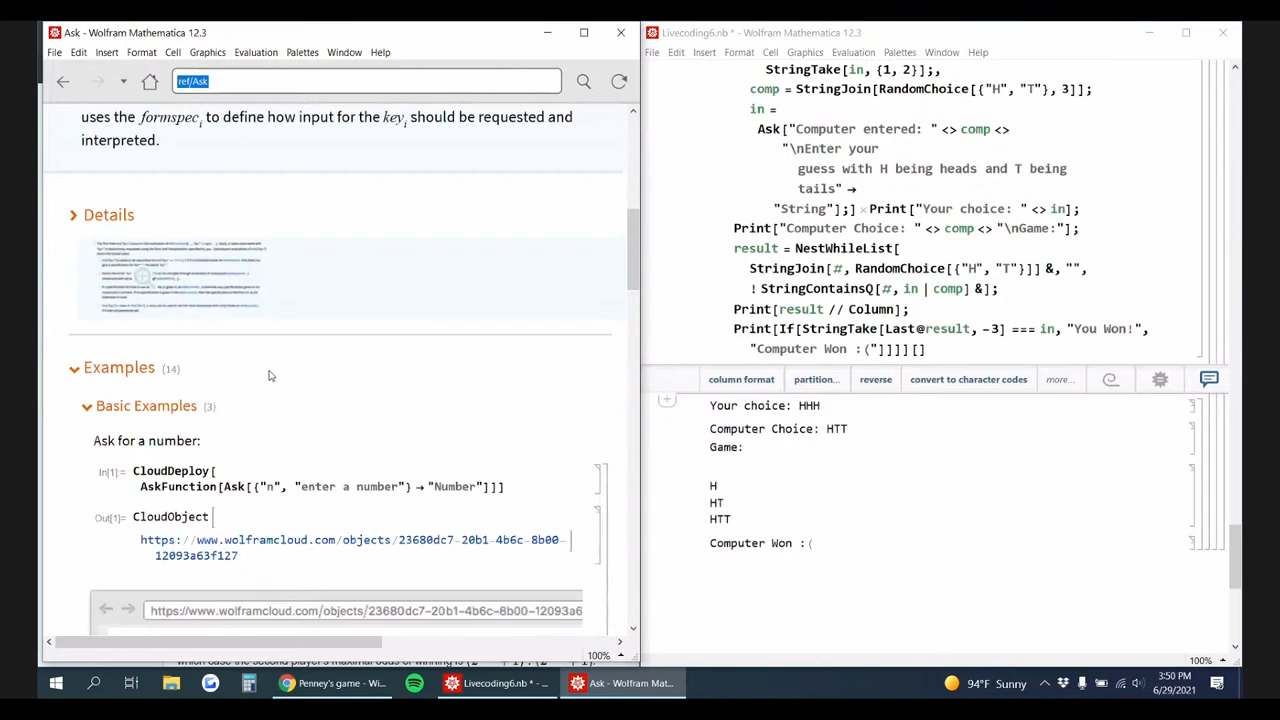 Ask - Wolfram Mathematica 12.3
File Edit Insert Format Cell Graphics Evaluation Palettes Window Help
ref/Ask
uses the formspec i to define how input for the key i should be requested and
interpreted.
Details
Examples (14)
Basic Examples (3)
Ask for a number:
In[1]:= CloudDeploy[
AskFunction[Ask[{"n", "enter a number"} → "Number"]]]
Out[1]= CloudObject[
https://www.wolframcloud.com/objects/23680dc7-20b1-4b6c-8b00-
12093a63f127
https://www.wolframcloud.com/objects/23680dc7-20b1-4b6c-8b00-12093a6
100%
Livecoding6.nb * - Wolfram Mathematica 12.3
File Edit Insert Format Cell Graphics Evaluation Palettes Window Help
StringTake[in, {1, 2}];,
comp = StringJoin[RandomChoice[{"H", "T"}, 3]];
in =
Ask["Computer entered: " <> comp <>
"\nEnter your
guess with H being heads and T being
tails" →
"String"];] × Print["Your choice: " <> in];
Print["Computer Choice: " <> comp <> "\nGame:"];
result = NestWhileList[
StringJoin[#, RandomChoice[{"H", "T"}]] &, "",
! StringContainsQ[#, in | comp] &];
Print[result // Column];
Print[If[StringTake[Last@result, -3] === in, "You Won!",
"Computer Won :("]]]][]
column format partition... reverse convert to character codes more...
Your choice: HHH
Computer Choice: HTT
Game:
H
HT
HTT
Computer Won :(
100%
Penney's game - Wi... Livecoding6.nb * - ... Ask - Wolfram Mat... 94°F Sunny 3:50 PM
6/29/2021